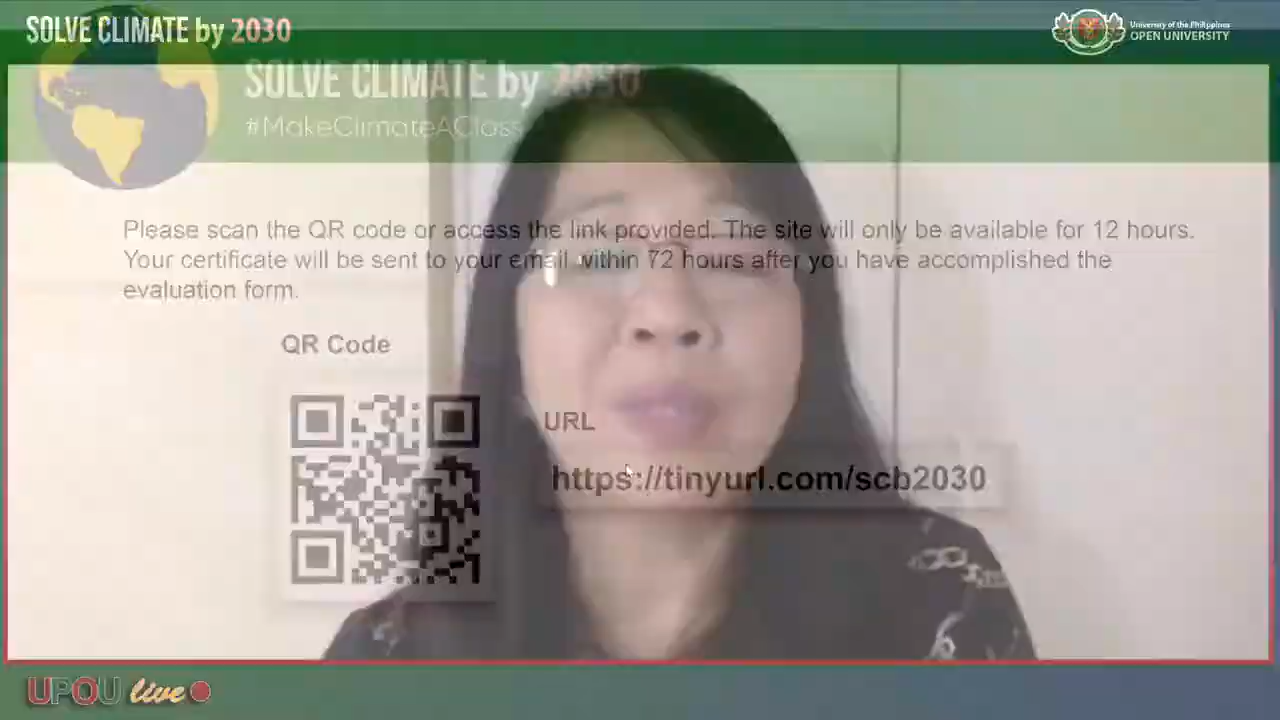 SOLVE CLIMATE by 2030
University of the Philippines
OPEN UNIVERSITY
SOLVE CLIMATE by 2030
#MakeClimateAClass
Please scan the QR code or access the link provided. The site will only be available for 12 hours.
Your certificate will be sent to your email within 72 hours after you have accomplished the
evaluation form.
QR Code
URL
https://tinyurl.com/scb2030
UPOU live